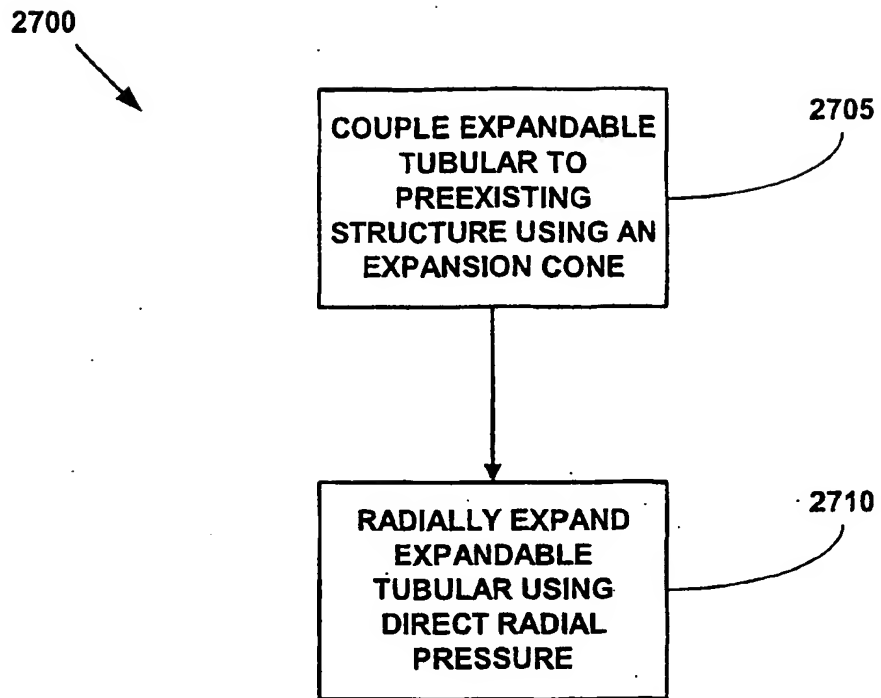 2700
2705
COUPLE EXPANDABLE
TUBULAR TO
PREEXISTING
STRUCTURE USING AN
EXPANSION CONE
2710
RADIALLY EXPAND
EXPANDABLE
TUBULAR USING
DIRECT RADIAL
PRESSURE